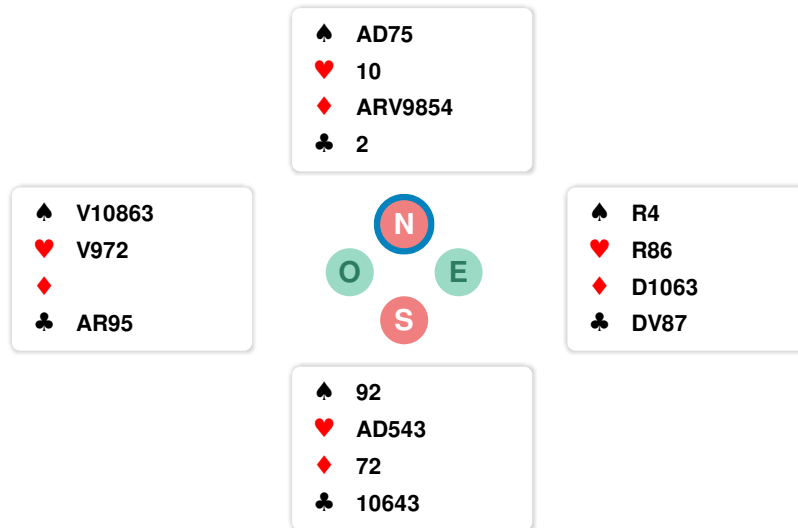 ♠ AD75
♥ 10
♦ ARV9854
♣ 2
♠ V10863
♥ V972
♦
♣ AR95
N
O E
S
♠ R4
♥ R86
♦ D1063
♣ DV87
♠ 92
♥ AD543
♦ 72
♣ 10643